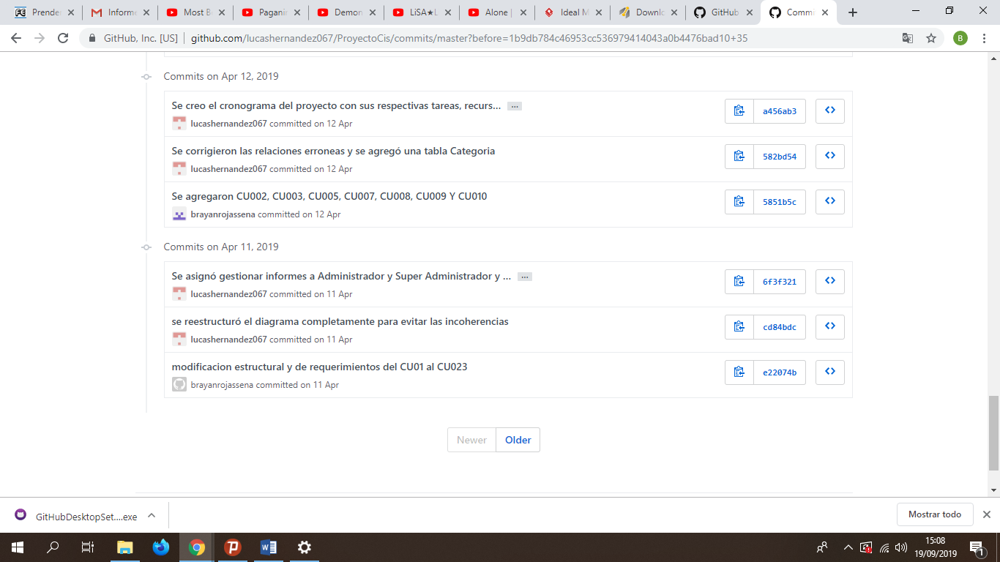 Prender
Informe
Most B
Paganin
Demon
LiSA★L
Alone |
Ideal M
Downlo
GitHub
Commi
GitHub, Inc. [US] | github.com/lucashernandez067/ProyectoCis/commits/master?before=1b9db784c46953cc536979414043a0b4476bad10+35
B
Commits on Apr 12, 2019
Se creo el cronograma del proyecto con sus respectivas tareas, recurs... …
a456ab3
lucashernandez067 committed on 12 Apr
Se corrigieron las relaciones erroneas y se agregó una tabla Categoria
582bd54
lucashernandez067 committed on 12 Apr
Se agregaron CU002, CU003, CU005, CU007, CU008, CU009 Y CU010
5851b5c
brayanrojassena committed on 12 Apr
Commits on Apr 11, 2019
Se asignó gestionar informes a Administrador y Super Administrador y ... …
6f3f321
lucashernandez067 committed on 11 Apr
se reestructuró el diagrama completamente para evitar las incoherencias
cd84bdc
lucashernandez067 committed on 11 Apr
modificacion estructural y de requerimientos del CU01 al CU023
e22074b
brayanrojassena committed on 11 Apr
Newer
Older
GitHubDesktopSet....exe
Mostrar todo
15:08
19/09/2019
1